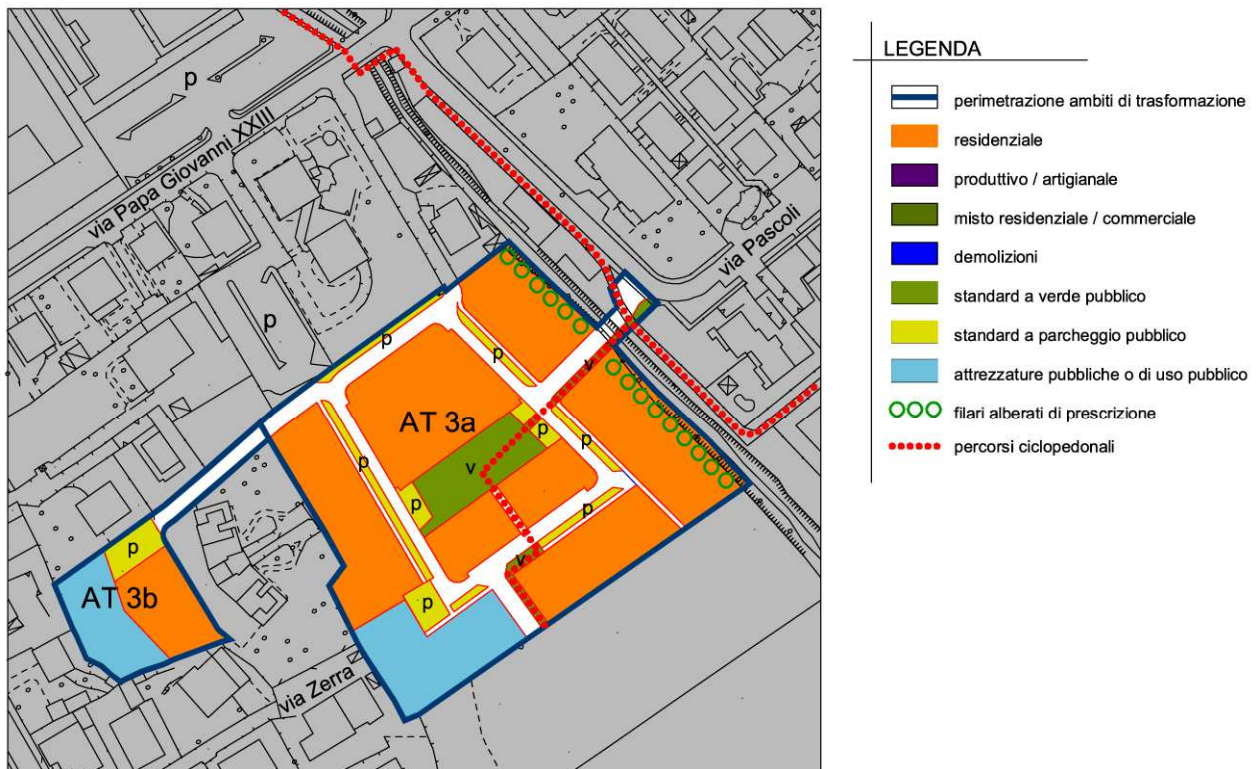 p
via Papa Giovanni XXIII
p
via Pascoli
p
p
v
AT 3a
p
p
p
v
p
p
p
v
p
AT 3b
p
via Zerra
LEGENDA
perimetrazione ambiti di trasformazione
residenziale
produttivo / artigianale
misto residenziale / commerciale
demolizioni
standard a verde pubblico
standard a parcheggio pubblico
attrezzature pubbliche o di uso pubblico
filari alberati di prescrizione
percorsi ciclopedonali